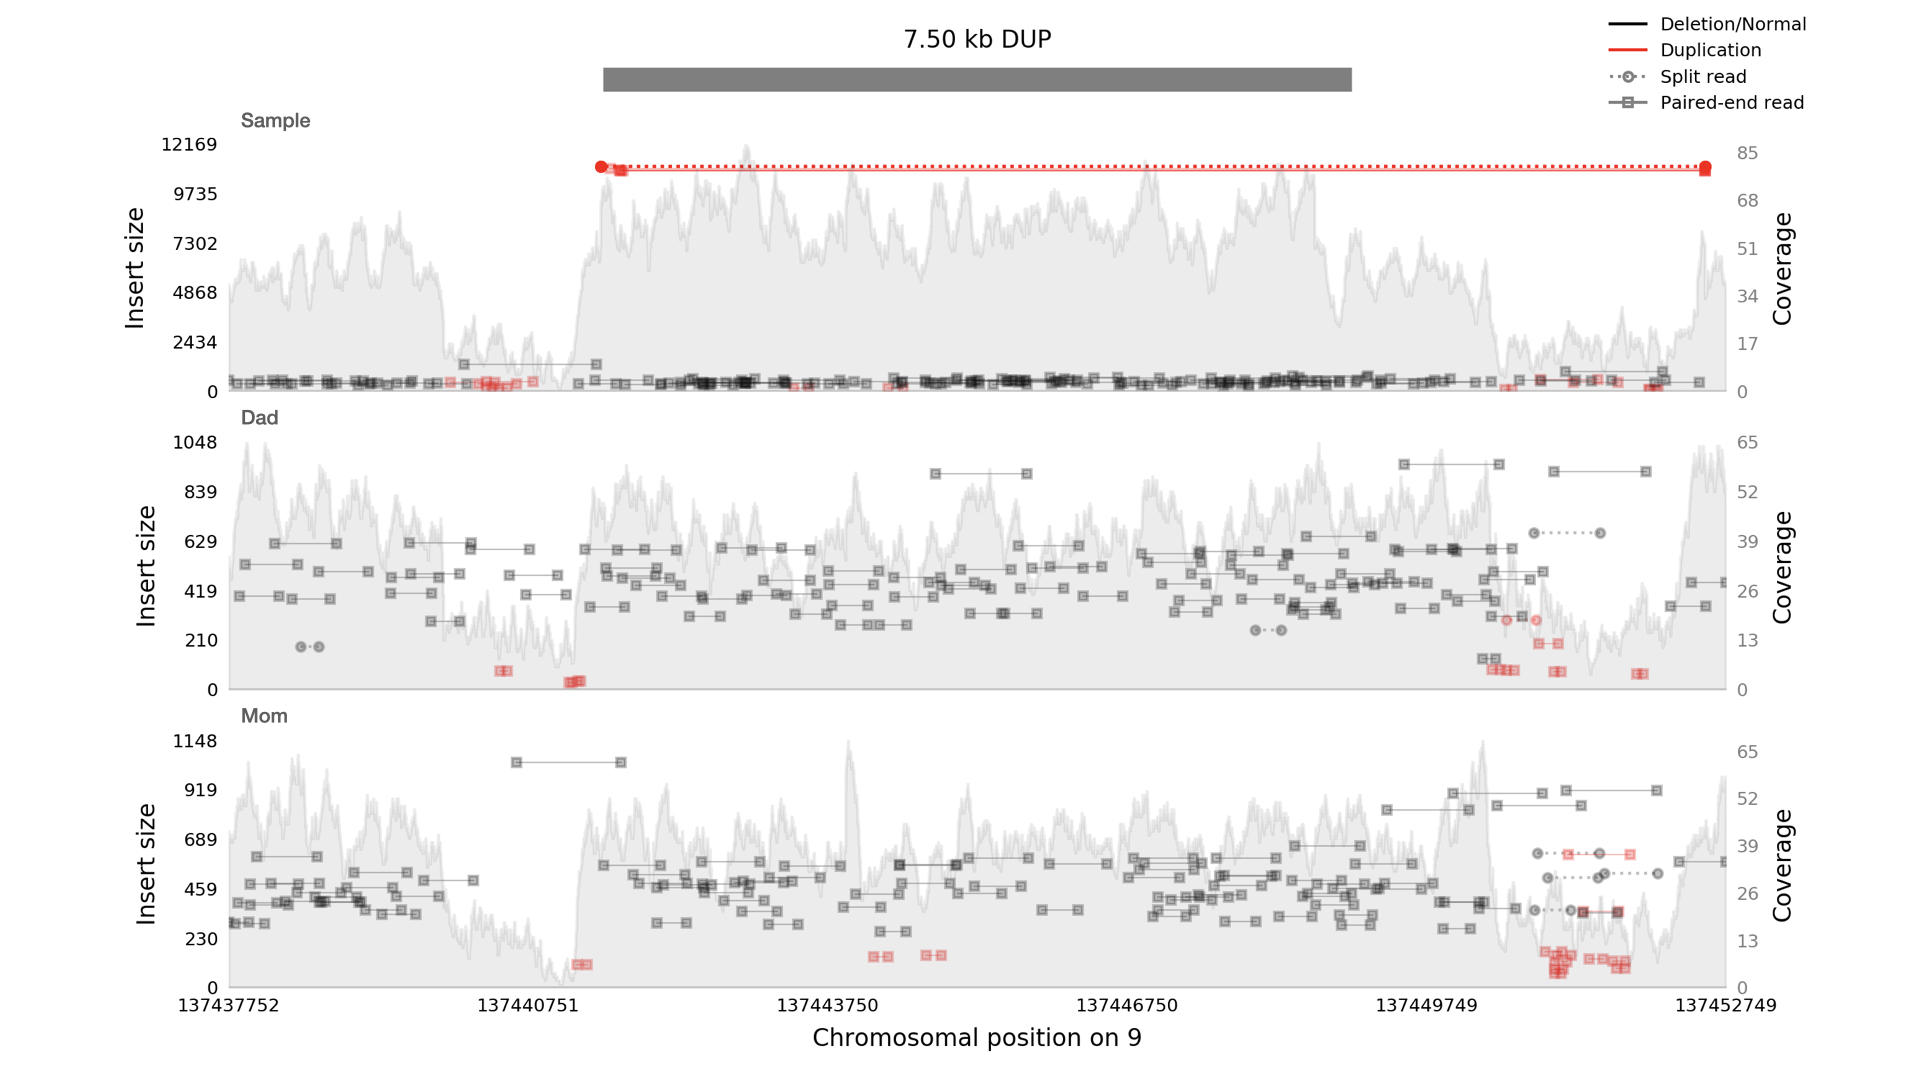 7.50 kb DUP
Deletion/Normal
Duplication
Split read
Paired-end read
Sample
12169
9735
7302
4868
2434
0
Insert size
85
68
51
34
17
0
Coverage
Dad
1048
839
629
419
210
0
Insert size
65
52
39
26
13
0
Coverage
Mom
1148
919
689
459
230
0
Insert size
65
52
39
26
13
0
Coverage
137437752 137440751 137443750 137446750 137449749 137452749
Chromosomal position on 9